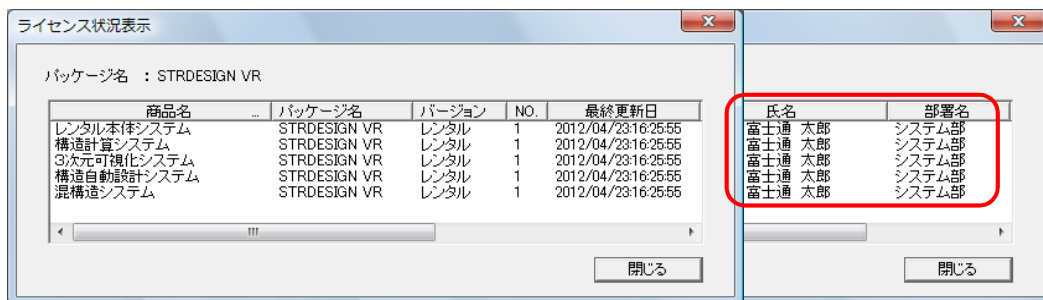 ライセンス状況表示
パッケージ名 : STRDESIGN VR
商品名 ... パッケージ名 バージョン NO. 最終更新日 氏名 部署名
レンタル本体システム STRDESIGN VR レンタル 1 2012/04/23:16:25:55 富士通 太郎 システム部
構造計算システム STRDESIGN VR レンタル 1 2012/04/23:16:25:55 富士通 太郎 システム部
3次元可視化システム STRDESIGN VR レンタル 1 2012/04/23:16:25:55 富士通 太郎 システム部
構造自動設計システム STRDESIGN VR レンタル 1 2012/04/23:16:25:55 富士通 太郎 システム部
混構造システム STRDESIGN VR レンタル 1 2012/04/23:16:25:55 富士通 太郎 システム部
閉じる 閉じる